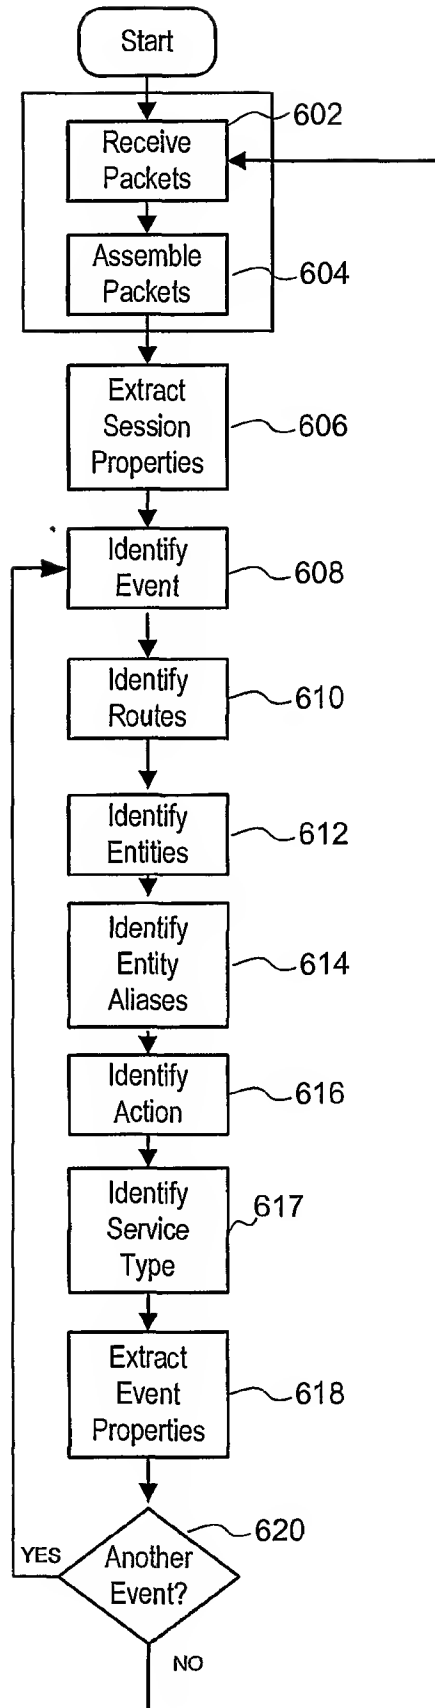 Start
602
Receive
Packets
Assemble
Packets
604
Extract
Session
Properties
606
Identify
Event
608
Identify
Routes
610
Identify
Entities
612
Identify
Entity
Aliases
614
Identify
Action
616
Identify
Service
Type
617
Extract
Event
Properties
618
620
Another
Event?
YES
NO